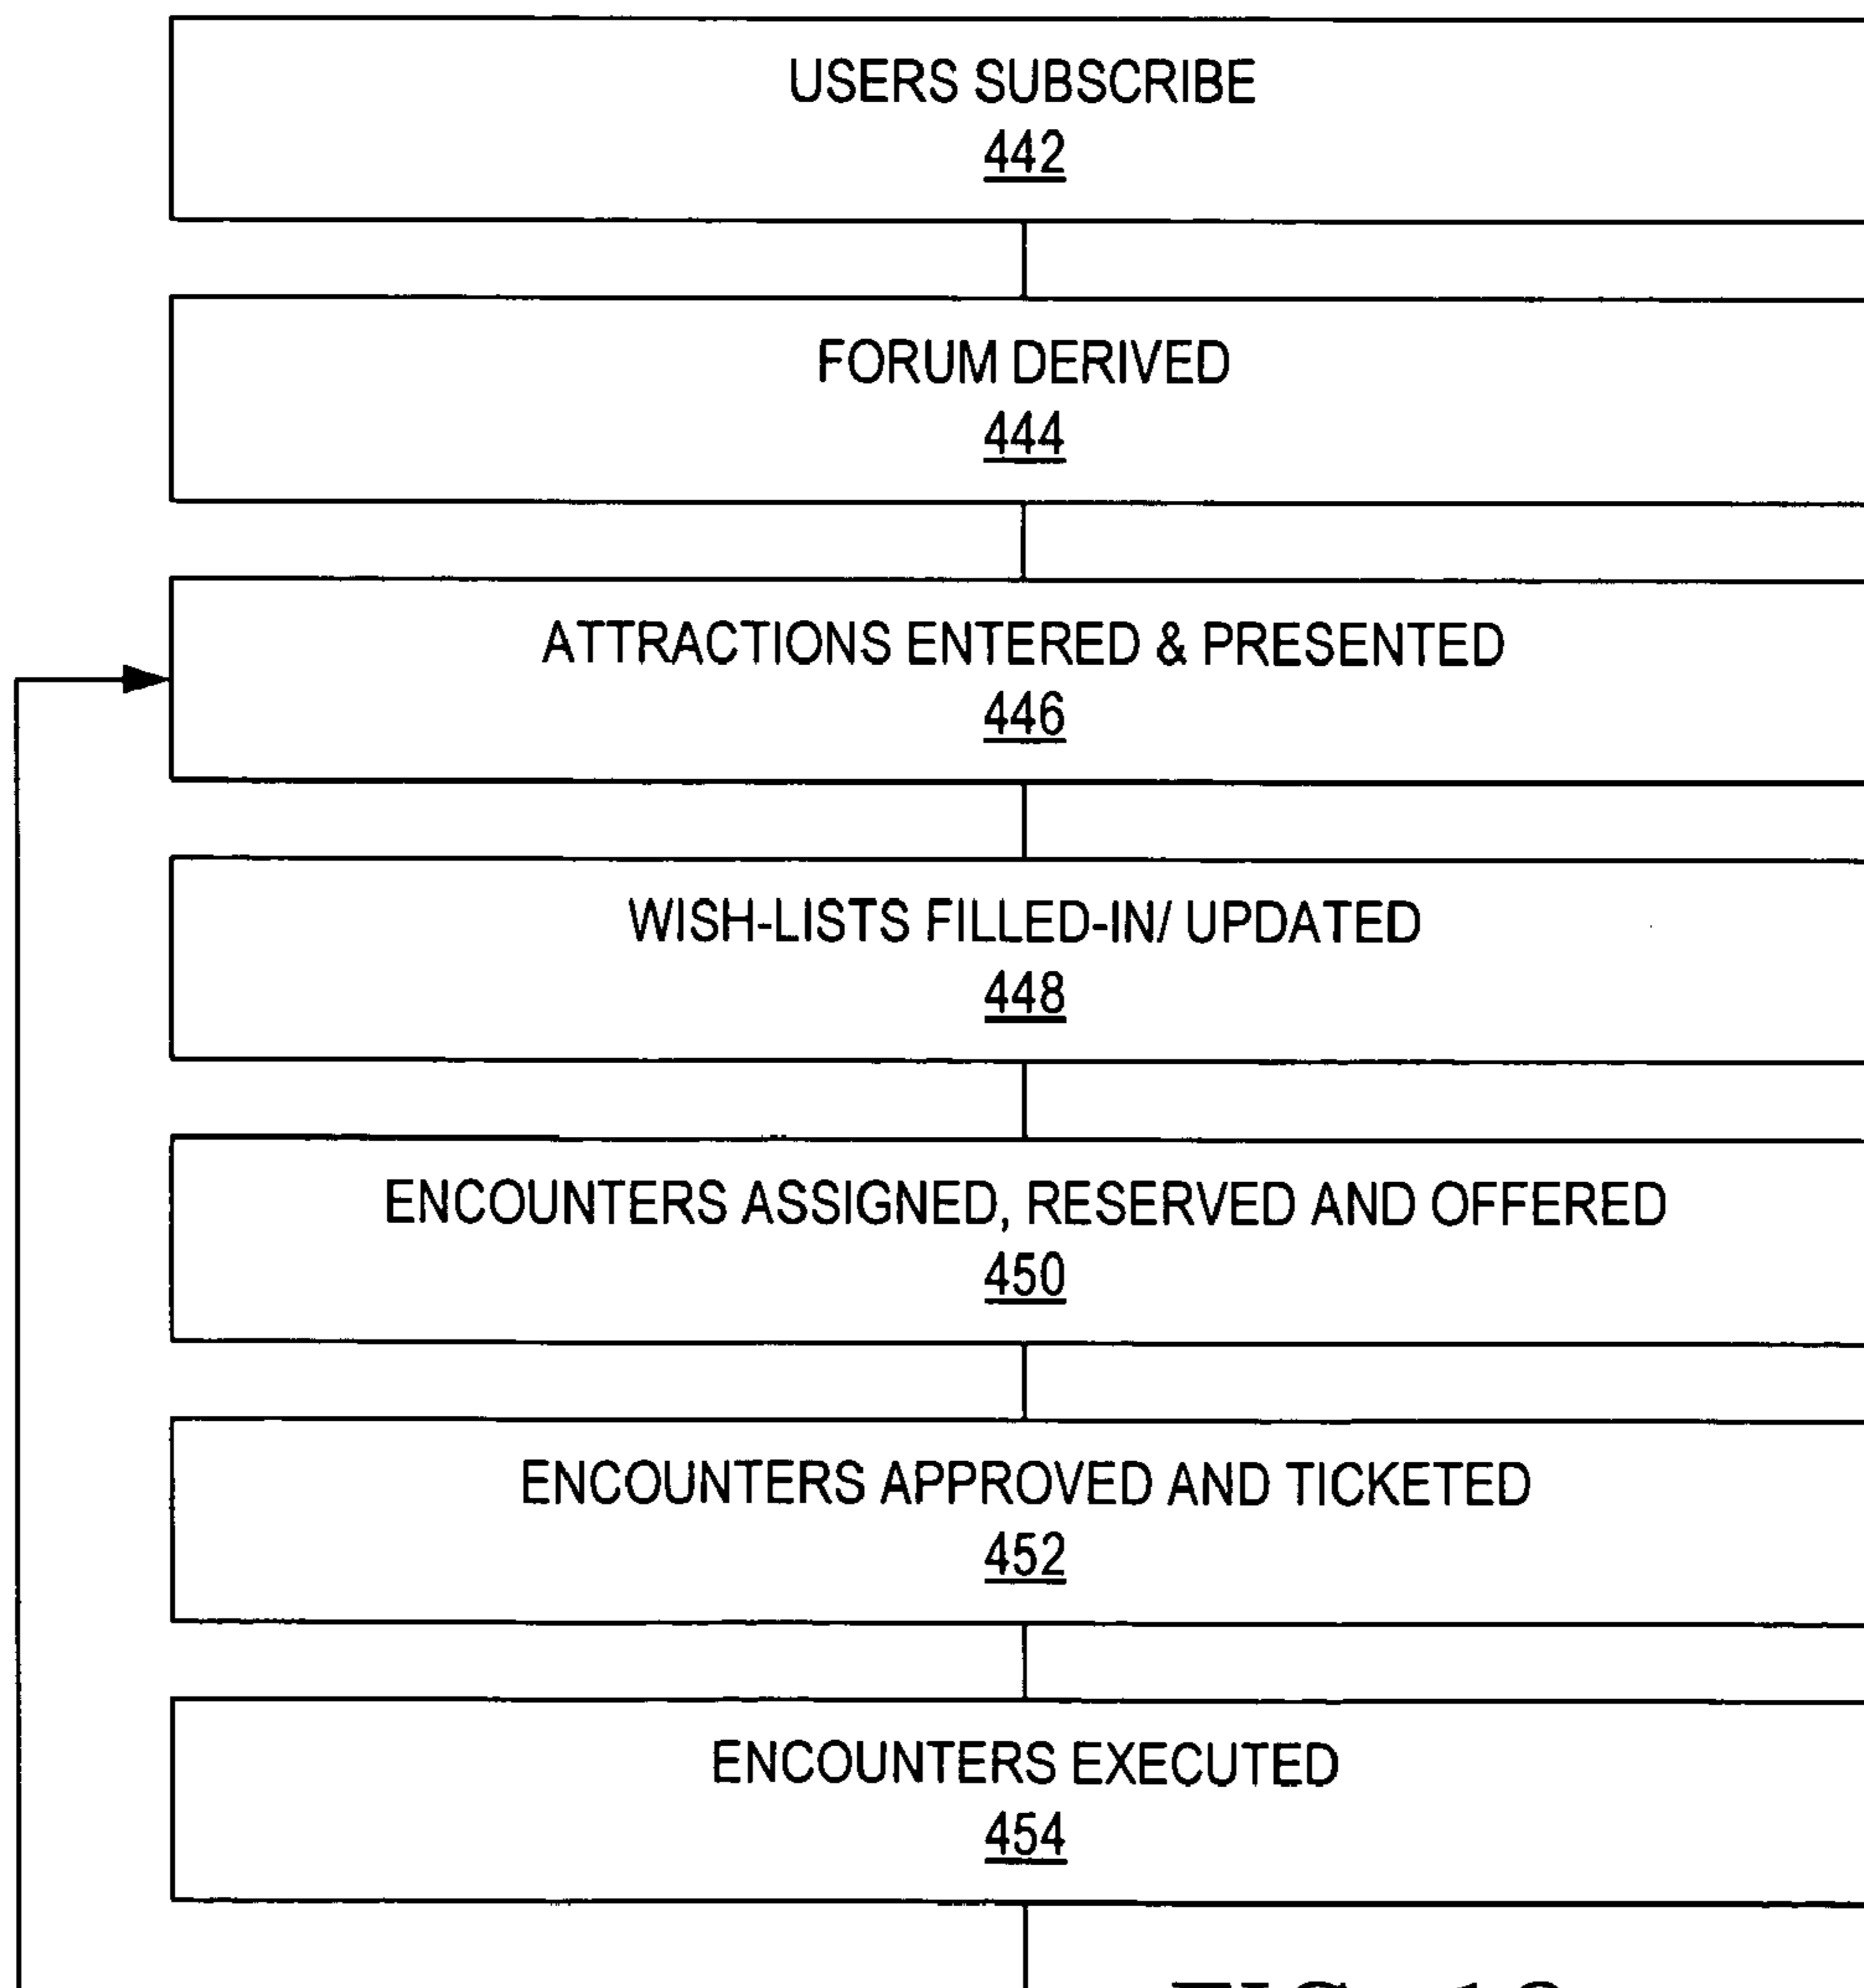 USERS SUBSCRIBE
442
FORUM DERIVED
444
ATTRACTIONS ENTERED & PRESENTED
446
WISH-LISTS FILLED-IN/ UPDATED
448
ENCOUNTERS ASSIGNED, RESERVED AND OFFERED
450
ENCOUNTERS APPROVED AND TICKETED
452
ENCOUNTERS EXECUTED
454